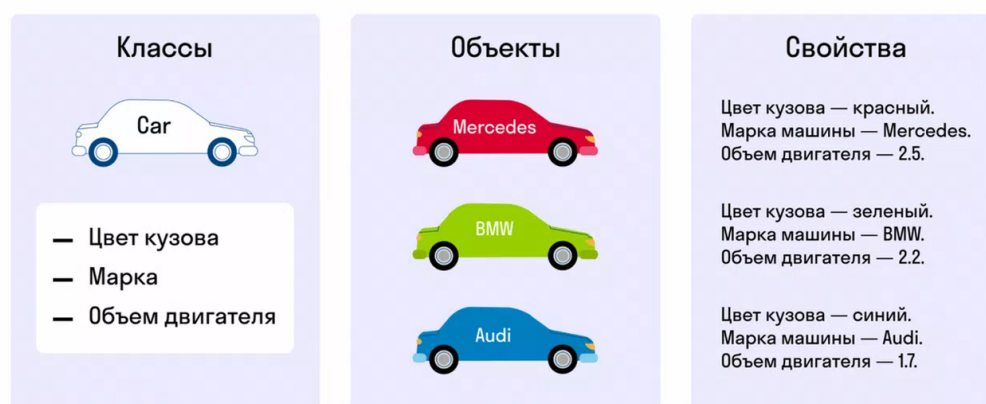 Классы
Car
— Цвет кузова
— Марка
— Объем двигателя
Объекты
Mercedes
BMW
Audi
Свойства
Цвет кузова — красный.
Марка машины — Mercedes.
Объем двигателя — 2.5.
Цвет кузова — зеленый.
Марка машины — BMW.
Объем двигателя — 2.2.
Цвет кузова — синий.
Марка машины — Audi.
Объем двигателя — 1.7.